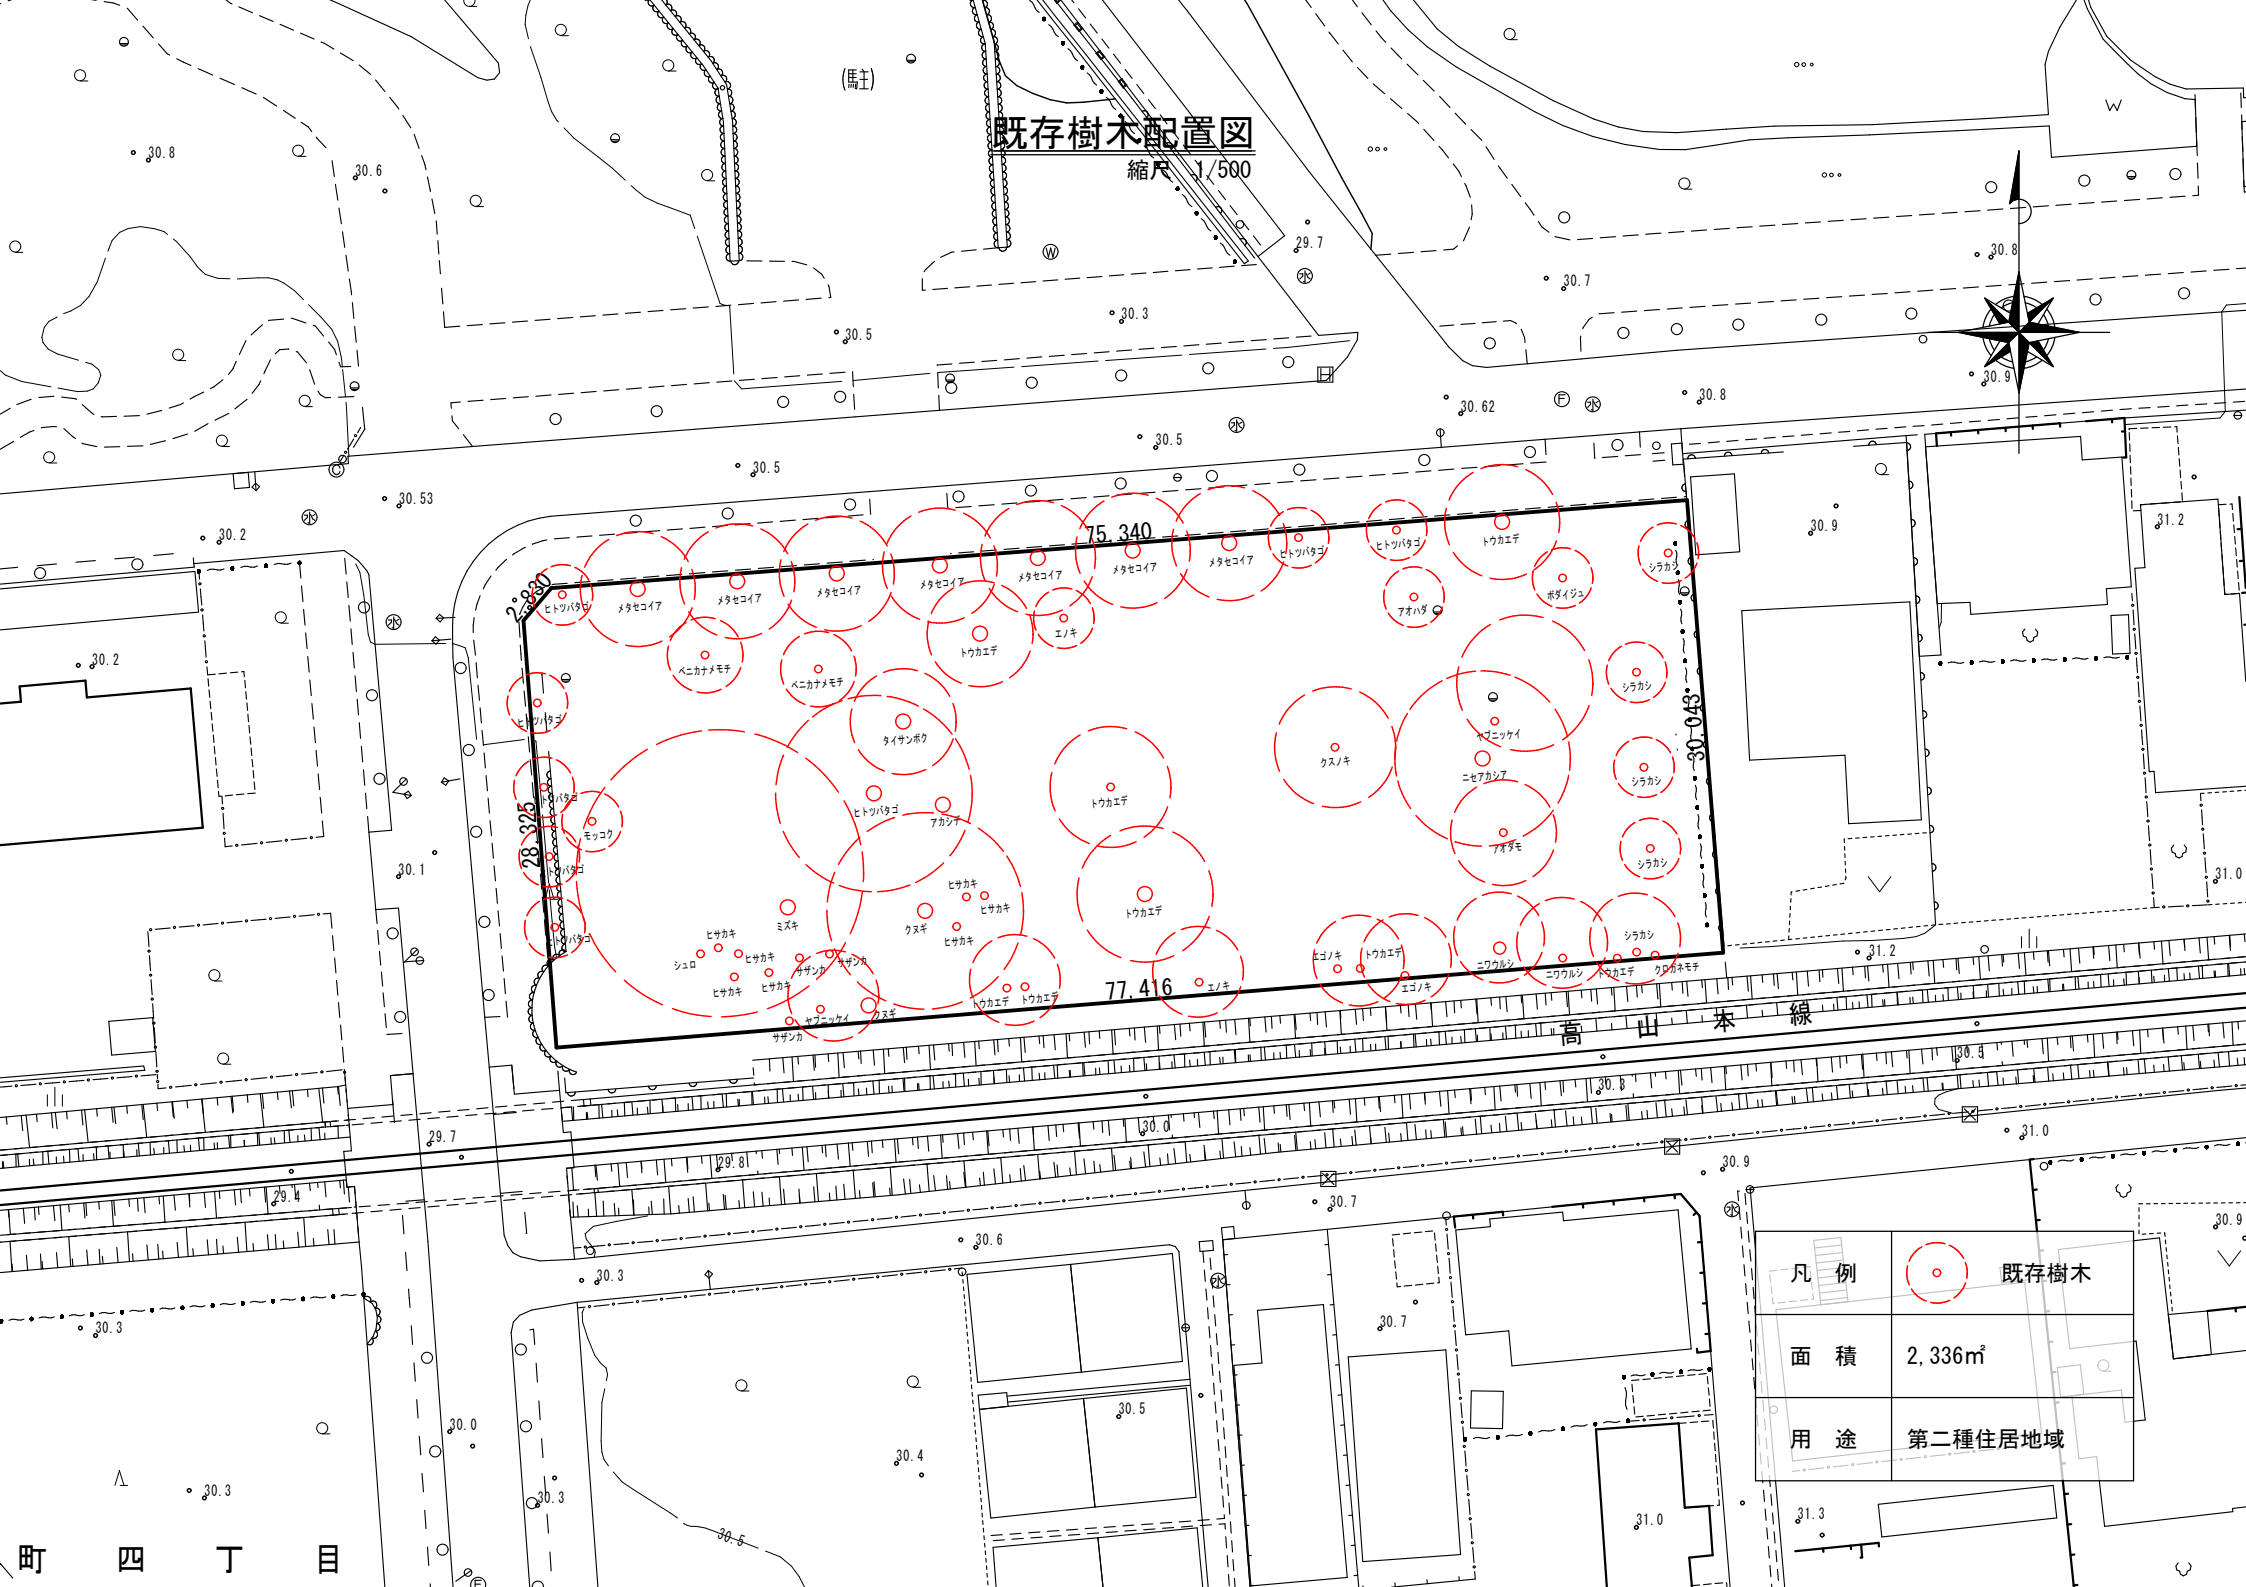 (駐)
既存樹木配置図
縮尺 1/500
30.8
30.6
29.7
30.8
30.7
30.3
30.5
30.9
30.8
30.62
30.5
30.5
30.53
30.2
31.2
30.9
75,340
2,830
ヒトツバタゴ
メタセコイア
メタセコイア
メタセコイア
メタセコイア
メタセコイア
メタセコイア
メタセコイア
ヒトツバタゴ
ヒトツバタゴ
トウカエデ
シラカシ
ボダイジュ
アオハダ
エノキ
トウカエデ
30.2
ベニカナメモチ
ベニカナメモチ
シラカシ
ヒトツバタゴ
タイサンボク
ヤブニッケイ
30,043
クスノキ
ニセアカシア
シラカシ
トウカエデ
ヒトツバタゴ
アカシデ
モッコク
28,325
アオダモ
シラカシ
30.1
31.0
ヒサカキ
ヒサカキ
トウカエデ
ミズキ
クヌギ
ヒサカキ
ヒサカキ
シュロ
ヒサカキ
サザンカ
サザンカ
ヒサカキ
ヒサカキ
トウカエデ
トウカエデ
エノキ
エゴノキ
トウカエデ
エゴノキ
ニワウルシ
ニワウルシ
シラカシ
トウカエデ
クロガネモチ
31.2
77,416
ヤブニッケイ
クヌギ
サザンカ
高山本線
30.5
30.3
30.0
29.7
29.8
29.4
31.0
30.9
30.7
30.6
30.3
30.9
30.3
30.7
凡例 既存樹木
面積 2,336㎡
用途 第二種住居地域
30.5
30.0
30.4
30.3
30.3
30.5
31.0
31.3
町四丁目